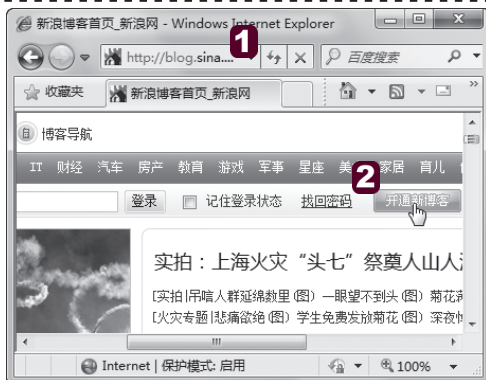 新浪博客首页_新浪网 - Windows Internet Explorer
1
http://blog.sina.... 百度搜索
收藏夹 新浪博客首页_新浪网
博客导航
IT 财经 汽车 房产 教育 游戏 军事 星座 美 家居 育儿
2
登录 记住登录状态 找回密码 开通新博客
实拍：上海火灾“头七”祭奠人山人
[实拍|吊唁人群延绵数里(图) 一眼望不到头(图) 菊花
[火灾专题|悲痛欲绝(图) 学生免费发放菊花(图) 深夜
Internet | 保护模式: 启用 100%